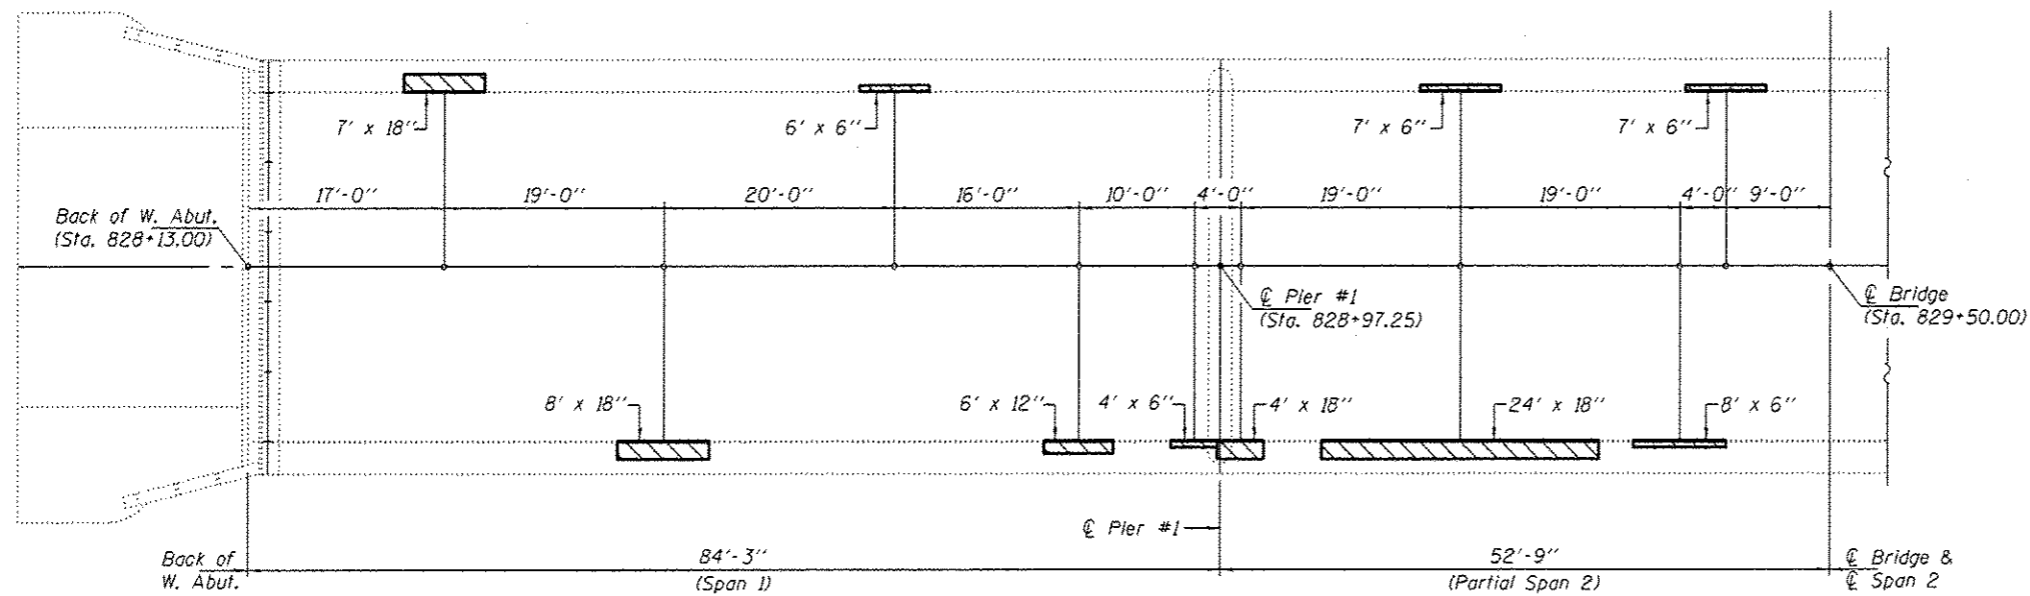 7' x 18"
6' x 6"
7' x 6"
7' x 6"
17'-0"
19'-0"
20'-0"
16'-0"
10'-0"
4'-0"
19'-0"
19'-0"
4'-0"
9'-0"
Back of W. Abut.
(Sta. 828+13.00)
℄ Pier #1
(Sta. 828+97.25)
℄ Bridge
(Sta. 829+50.00)
8' x 18"
6' x 12"
4' x 6"
4' x 18"
24' x 18"
8' x 6"
℄ Pier #1
Back of
W. Abut.
84'-3"
(Span 1)
52'-9"
(Partial Span 2)
℄ Bridge &
℄ Span 2